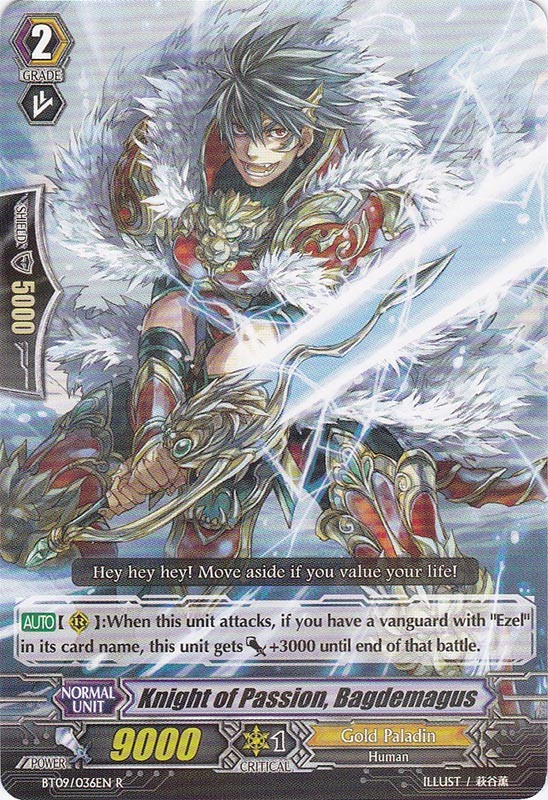 2
GRADE
SHIELD
5000
Hey hey hey! Move aside if you value your life!
AUTO【 】:When this unit attacks, if you have a vanguard with "Ezel"
in its card name, this unit gets +3000 until end of that battle.
NORMAL
UNIT
Knight of Passion, Bagdemagus
POWER 9000 1 CRITICAL
Gold Paladin
Human
BT09/036EN R
ILLUST / 萩谷薫